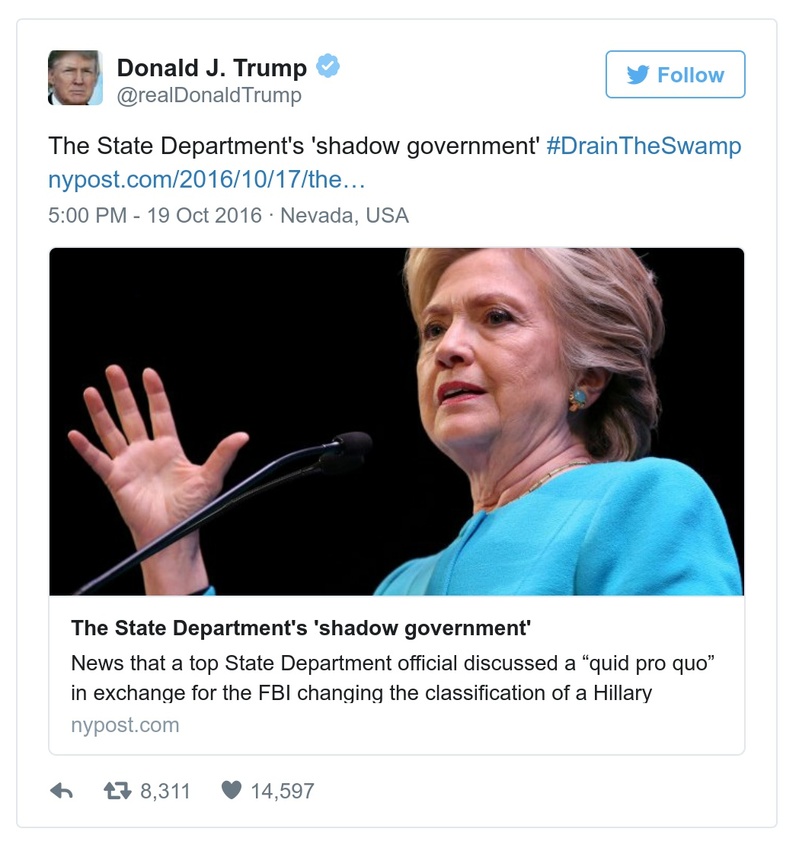 Donald J. Trump
@realDonaldTrump
Follow
The State Department's 'shadow government' #DrainTheSwamp
nypost.com/2016/10/17/the…
5:00 PM - 19 Oct 2016 · Nevada, USA
The State Department's 'shadow government'
News that a top State Department official discussed a “quid pro quo”
in exchange for the FBI changing the classification of a Hillary
nypost.com
8,311 14,597